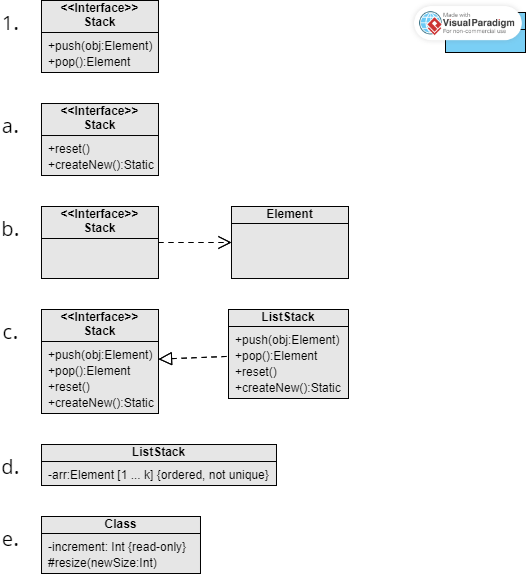 1.
<<Interface>>
Stack
+push(obj:Element)
+pop():Element
Made with
VisualParadigm
For non-commercial use
a.
<<Interface>>
Stack
+reset()
+createNew():Static
b.
<<Interface>>
Stack
Element
c.
<<Interface>>
Stack
+push(obj:Element)
+pop():Element
+reset()
+createNew():Static
ListStack
+push(obj:Element)
+pop():Element
+reset()
+createNew():Static
d.
ListStack
-arr:Element [1 ... k] {ordered, not unique}
e.
Class
-increment: Int {read-only}
#resize(newSize:Int)